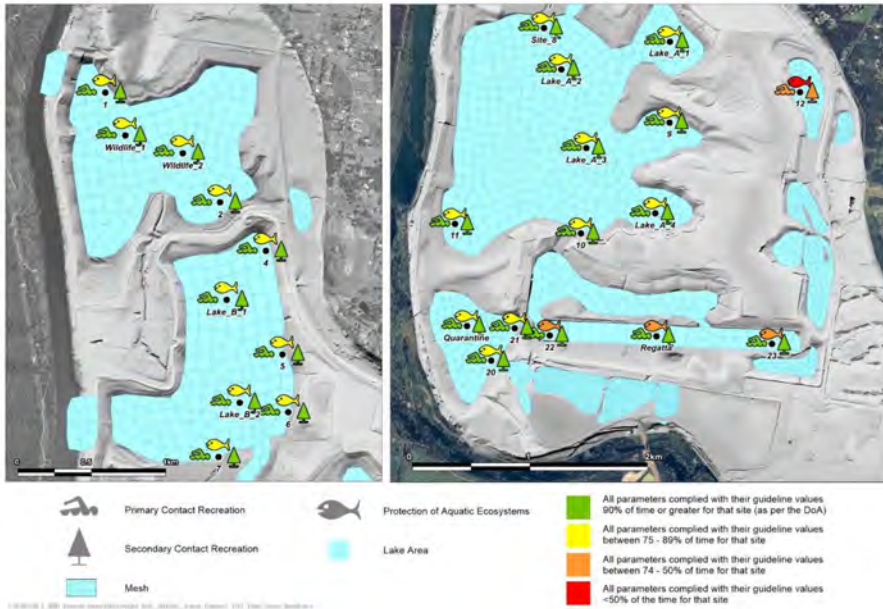 1
Wildlife_1
Wildlife_2
2
4
Lake_B_1
5
Lake_B_2
6
7
0 0.5 1km
Site_8
Lake_A_1
Lake_A_2
12
9
Lake_A_3
11
Lake_A_4
10
Quarantine
21
22
Regatta
23
20
0 1 2km
Primary Contact Recreation
Secondary Contact Recreation
Mesh
Protection of Aquatic Ecosystems
Lake Area
All parameters complied with their guideline values
90% of time or greater for that site (as per the DoA)
All parameters complied with their guideline values
between 75 - 89% of time for that site
All parameters complied with their guideline values
between 74 - 50% of time for that site
All parameters complied with their guideline values
<50% of the time for that site